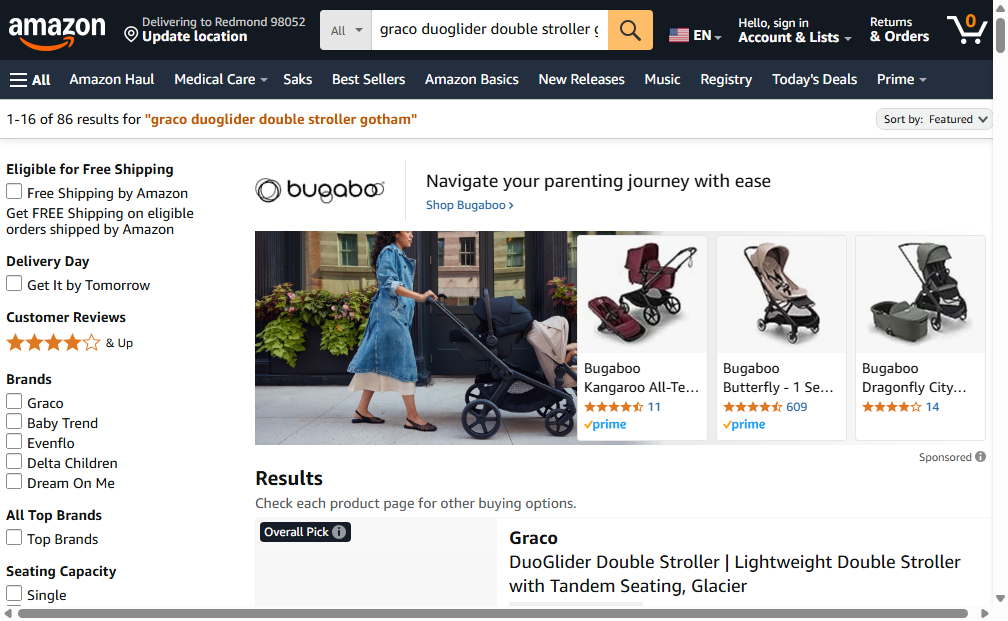 amazon
Delivering to Redmond 98052
Update location
All
graco duoglider double stroller g
EN
Hello, sign in
Account & Lists
Returns
& Orders
0
All
Amazon Haul
Medical Care
Saks
Best Sellers
Amazon Basics
New Releases
Music
Registry
Today's Deals
Prime
1-16 of 86 results for "graco duoglider double stroller gotham"
Sort by: Featured
Eligible for Free Shipping
Free Shipping by Amazon
Get FREE Shipping on eligible
orders shipped by Amazon
Delivery Day
Get It by Tomorrow
Customer Reviews
& Up
Brands
Graco
Baby Trend
Evenflo
Delta Children
Dream On Me
All Top Brands
Top Brands
Seating Capacity
Single
bugaboo
Navigate your parenting journey with ease
Shop Bugaboo ›
Bugaboo
Kangaroo All-Te...
11
prime
Bugaboo
Butterfly - 1 Se...
609
prime
Bugaboo
Dragonfly City...
14
Sponsored
Results
Check each product page for other buying options.
Overall Pick
Graco
DuoGlider Double Stroller | Lightweight Double Stroller
with Tandem Seating, Glacier